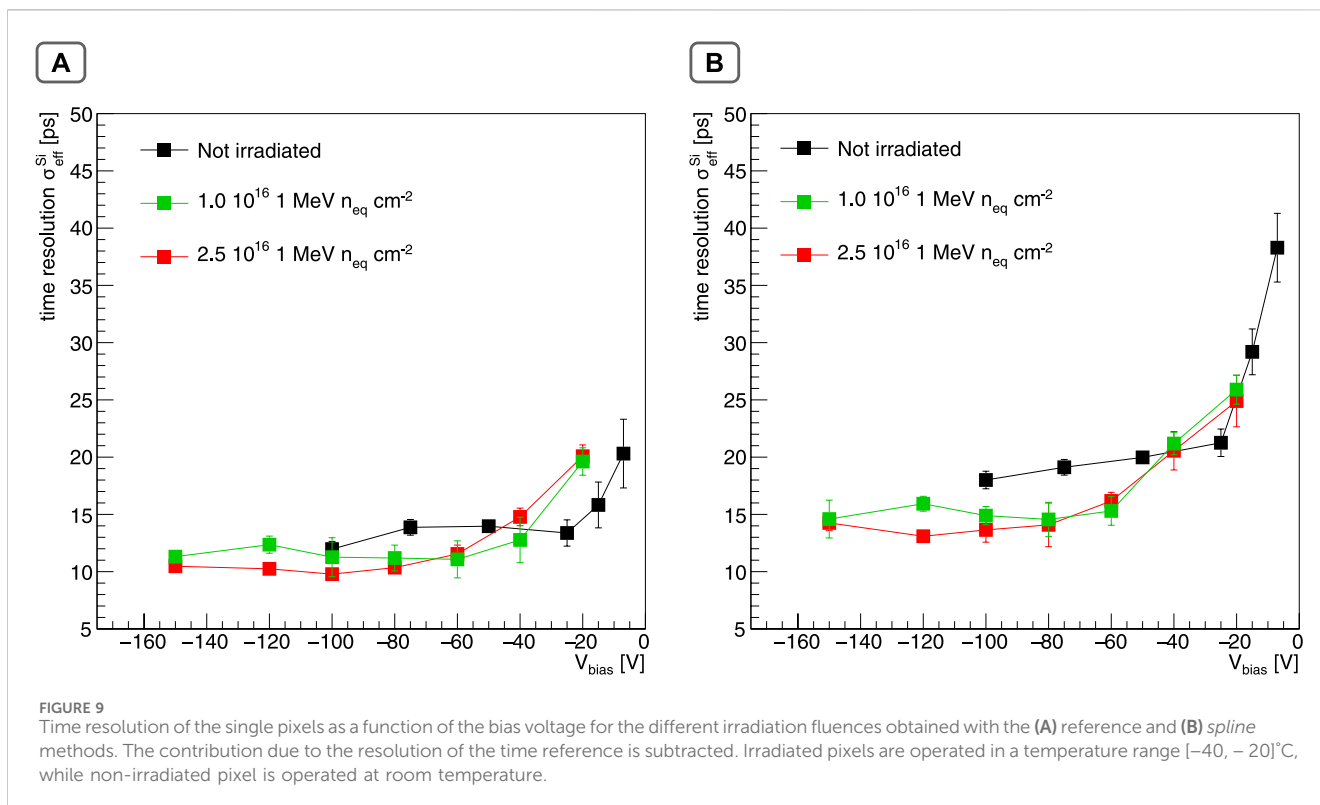 A
time resolution σ_eff^Si [ps]
50
45
40
35
30
25
20
15
10
5
Not irradiated
1.0 10^16 1 MeV n_eq cm^-2
2.5 10^16 1 MeV n_eq cm^-2
−160 −140 −120 −100 −80 −60 −40 −20 0
V_bias [V]
B
time resolution σ_eff^Si [ps]
50
45
40
35
30
25
20
15
10
5
Not irradiated
1.0 10^16 1 MeV n_eq cm^-2
2.5 10^16 1 MeV n_eq cm^-2
−160 −140 −120 −100 −80 −60 −40 −20 0
V_bias [V]
FIGURE 9
Time resolution of the single pixels as a function of the bias voltage for the different irradiation fluences obtained with the (A) reference and (B) spline
methods. The contribution due to the resolution of the time reference is subtracted. Irradiated pixels are operated in a temperature range [−40, − 20]°C,
while non-irradiated pixel is operated at room temperature.